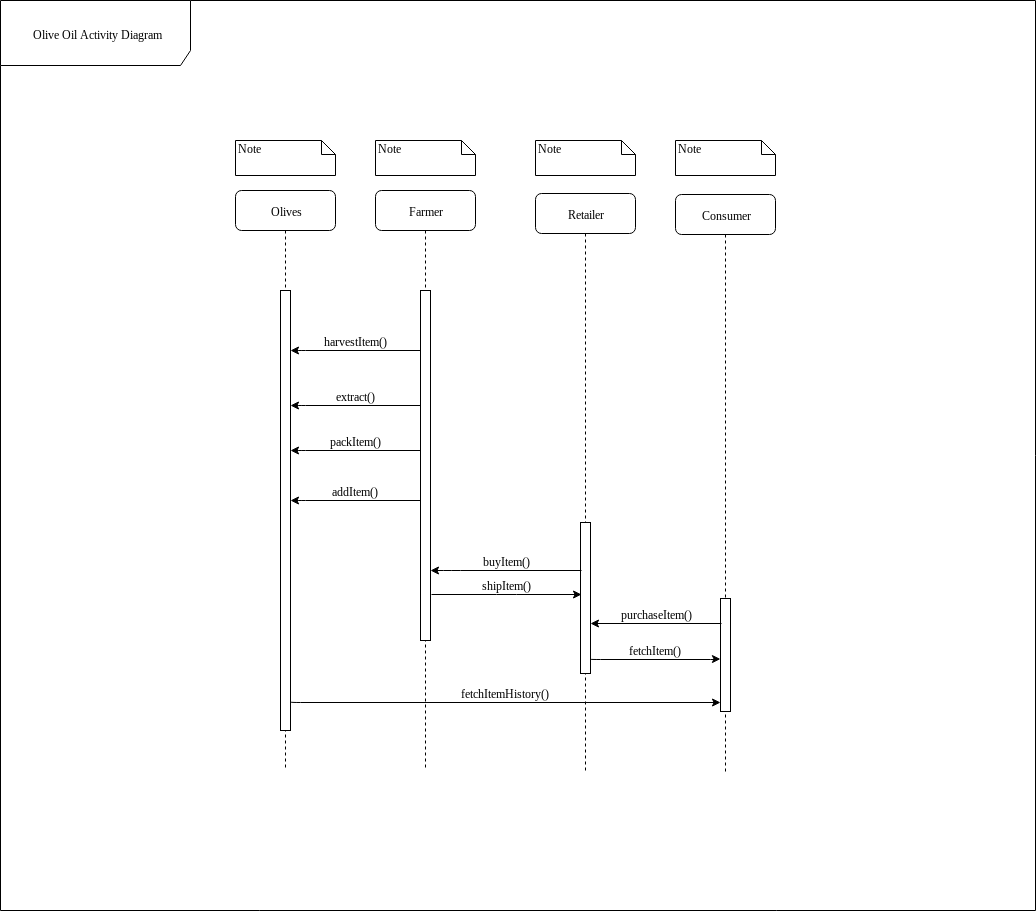 Olive Oil Activity Diagram
Note
Note
Note
Note
Olives
Farmer
Retailer
Consumer
harvestItem()
extract()
packItem()
addItem()
buyItem()
shipItem()
purchaseItem()
fetchItem()
fetchItemHistory()